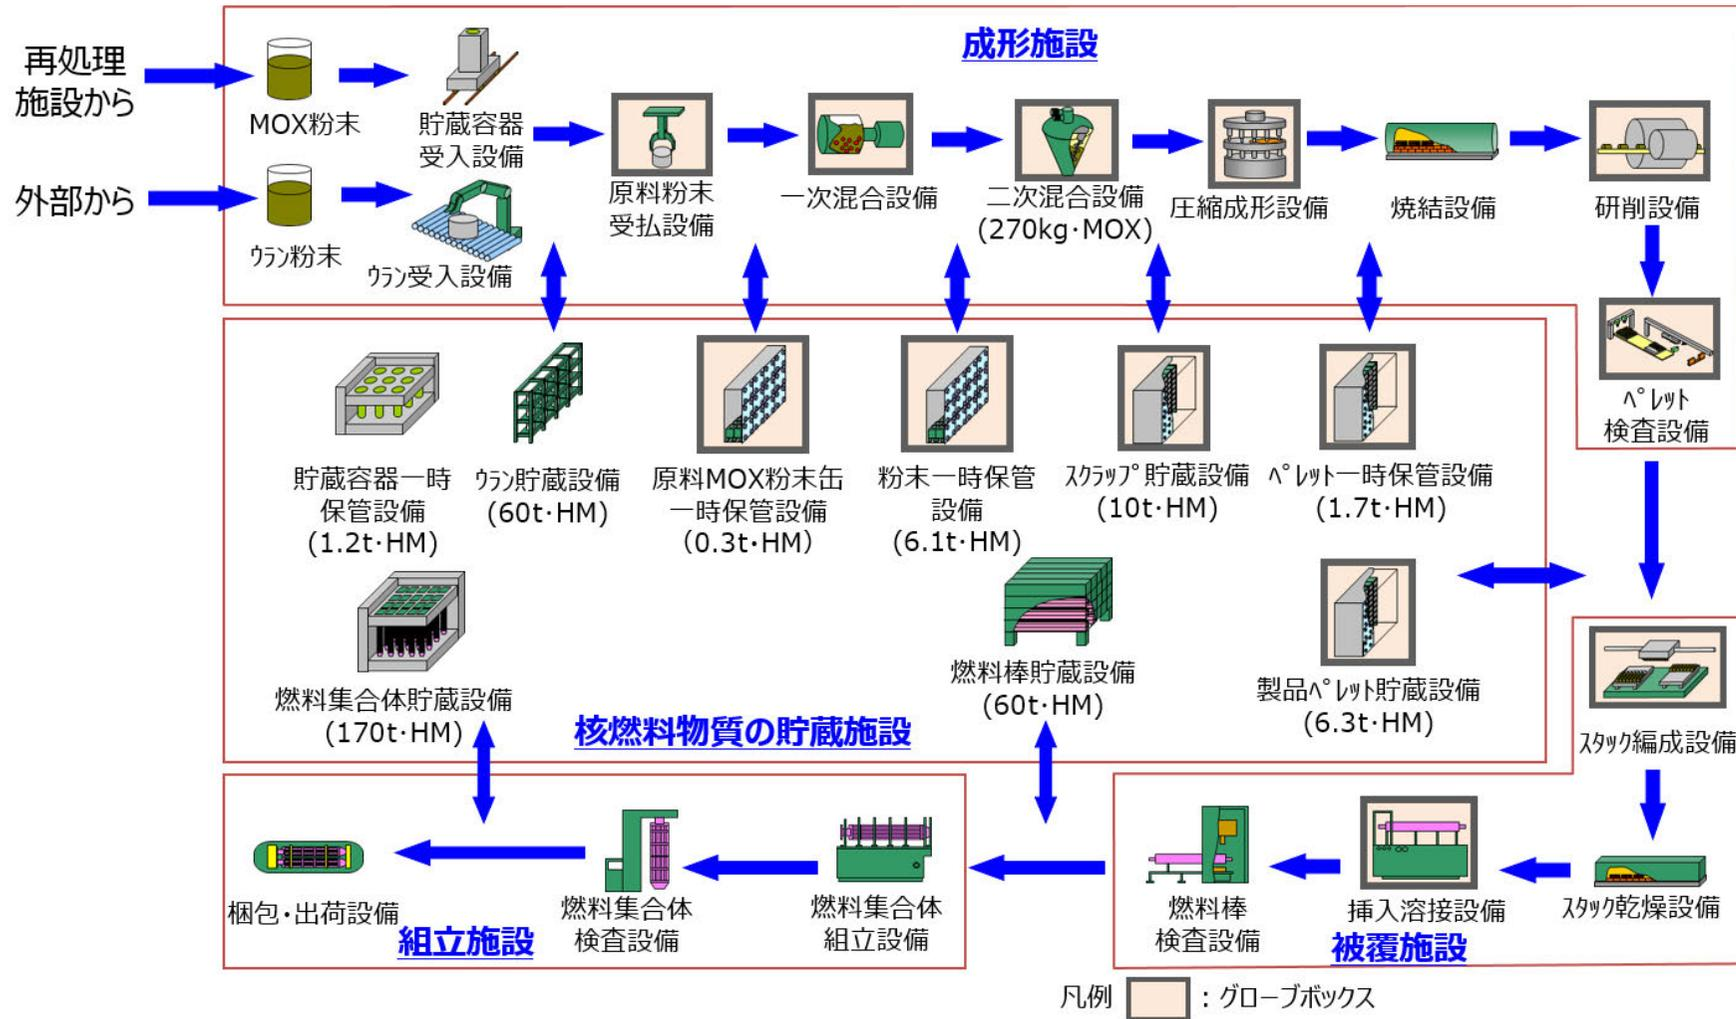 成形施設
再処理
施設から
MOX粉末
貯蔵容器
受入設備
外部から
ウラン粉末
ウラン受入設備
原料粉末
受払設備
一次混合設備
二次混合設備
(270kg・MOX)
圧縮成形設備
焼結設備
研削設備
ペレット
検査設備
貯蔵容器一時
保管設備
(1.2t・HM)
ウラン貯蔵設備
(60t・HM)
原料MOX粉末缶
一時保管設備
(0.3t・HM)
粉末一時保管
設備
(6.1t・HM)
スクラップ貯蔵設備
(10t・HM)
ペレット一時保管設備
(1.7t・HM)
燃料集合体貯蔵設備
(170t・HM)
核燃料物質の貯蔵施設
燃料棒貯蔵設備
(60t・HM)
製品ペレット貯蔵設備
(6.3t・HM)
スタック編成設備
梱包・出荷設備
燃料集合体
検査設備
燃料集合体
組立設備
組立施設
燃料棒
検査設備
挿入溶接設備
スタック乾燥設備
被覆施設
凡例 :グローブボックス